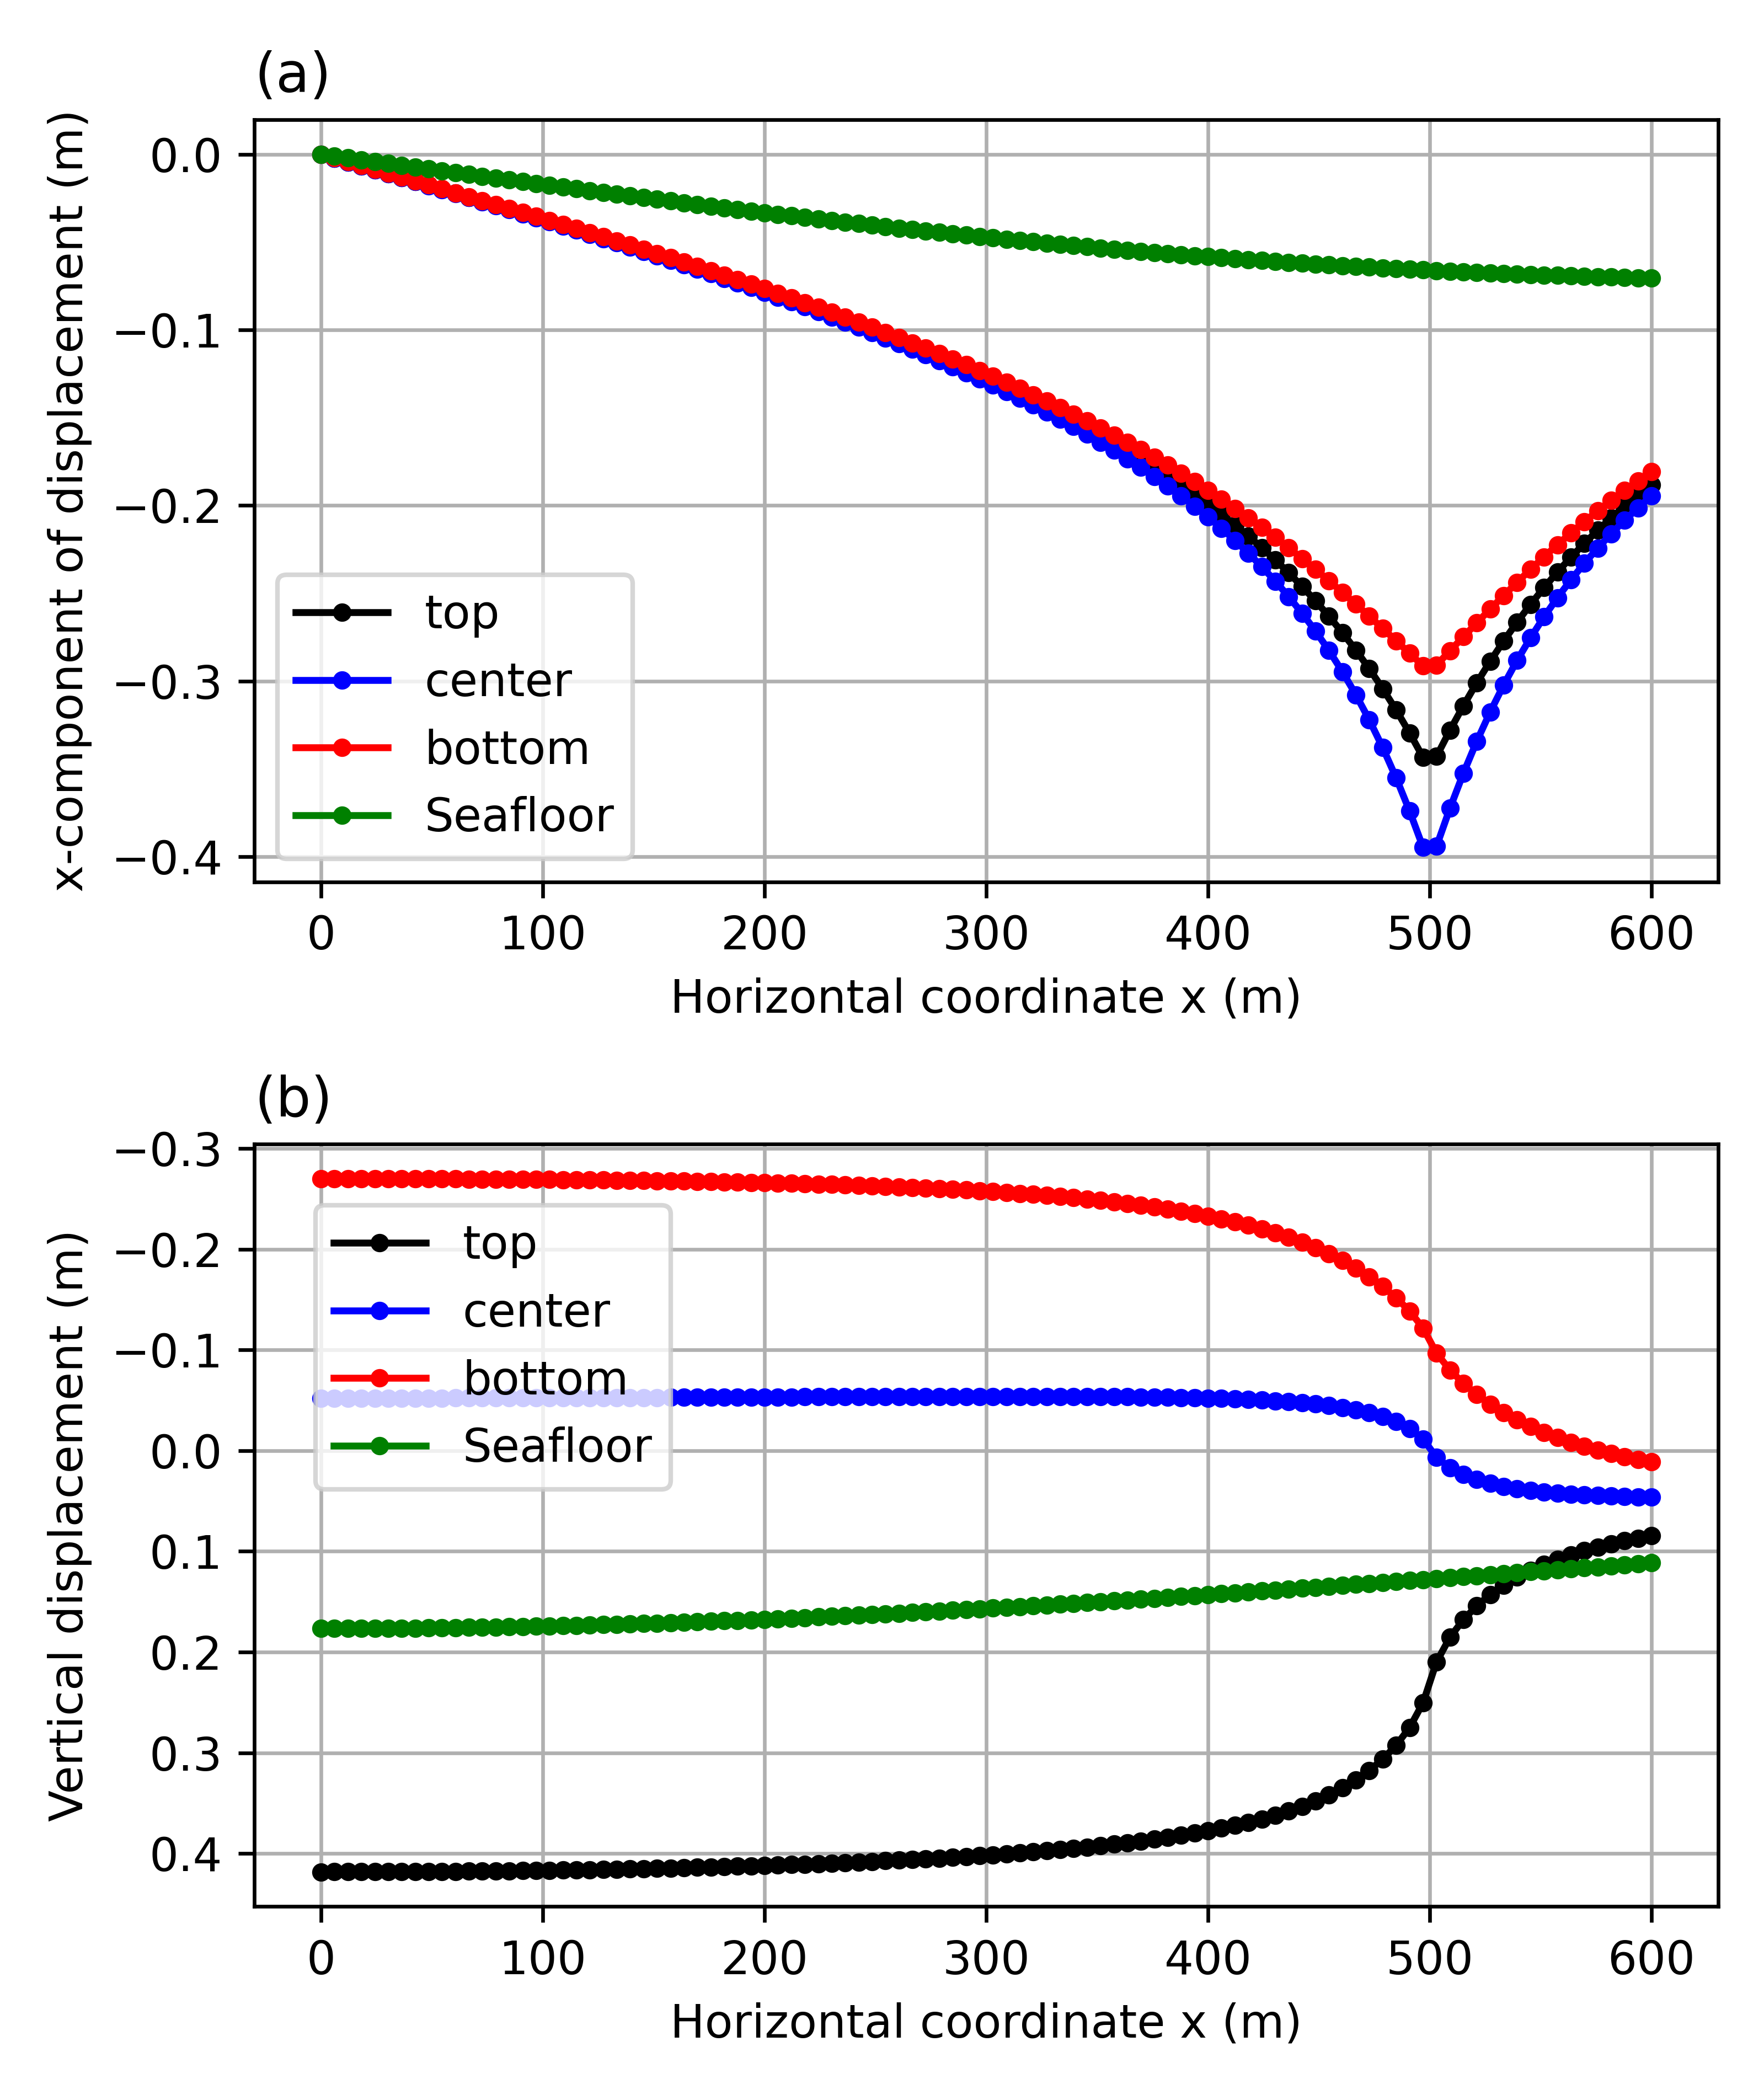 (a)
x-component of displacement (m)
0.0
−0.1
−0.2
−0.3
−0.4
top
center
bottom
Seafloor
0 100 200 300 400 500 600
Horizontal coordinate x (m)
(b)
Vertical displacement (m)
−0.3
−0.2
−0.1
0.0
0.1
0.2
0.3
0.4
top
center
bottom
Seafloor
0 100 200 300 400 500 600
Horizontal coordinate x (m)